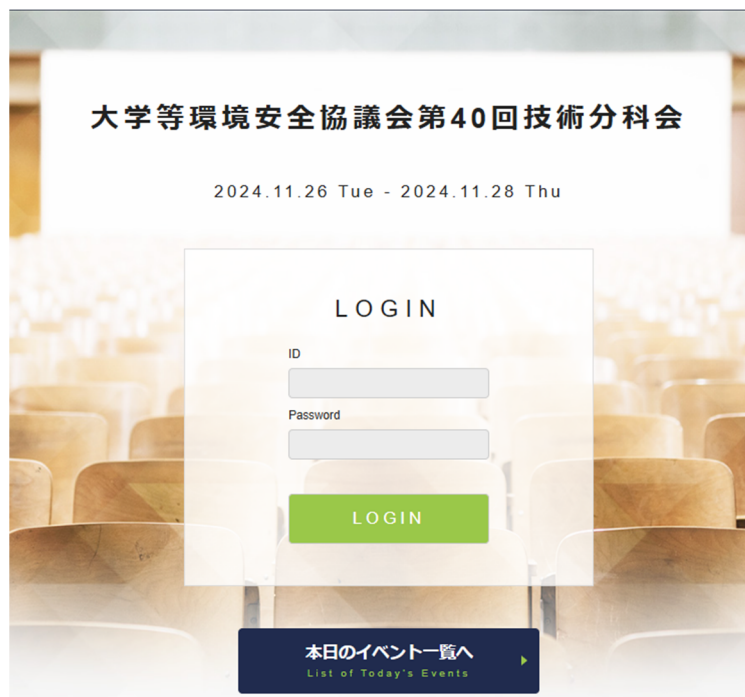 大学等環境安全協議会第40回技術分科会
2024.11.26 Tue - 2024.11.28 Thu
LOGIN
ID
Password
LOGIN
本日のイベント一覧へ
List of Today's Events